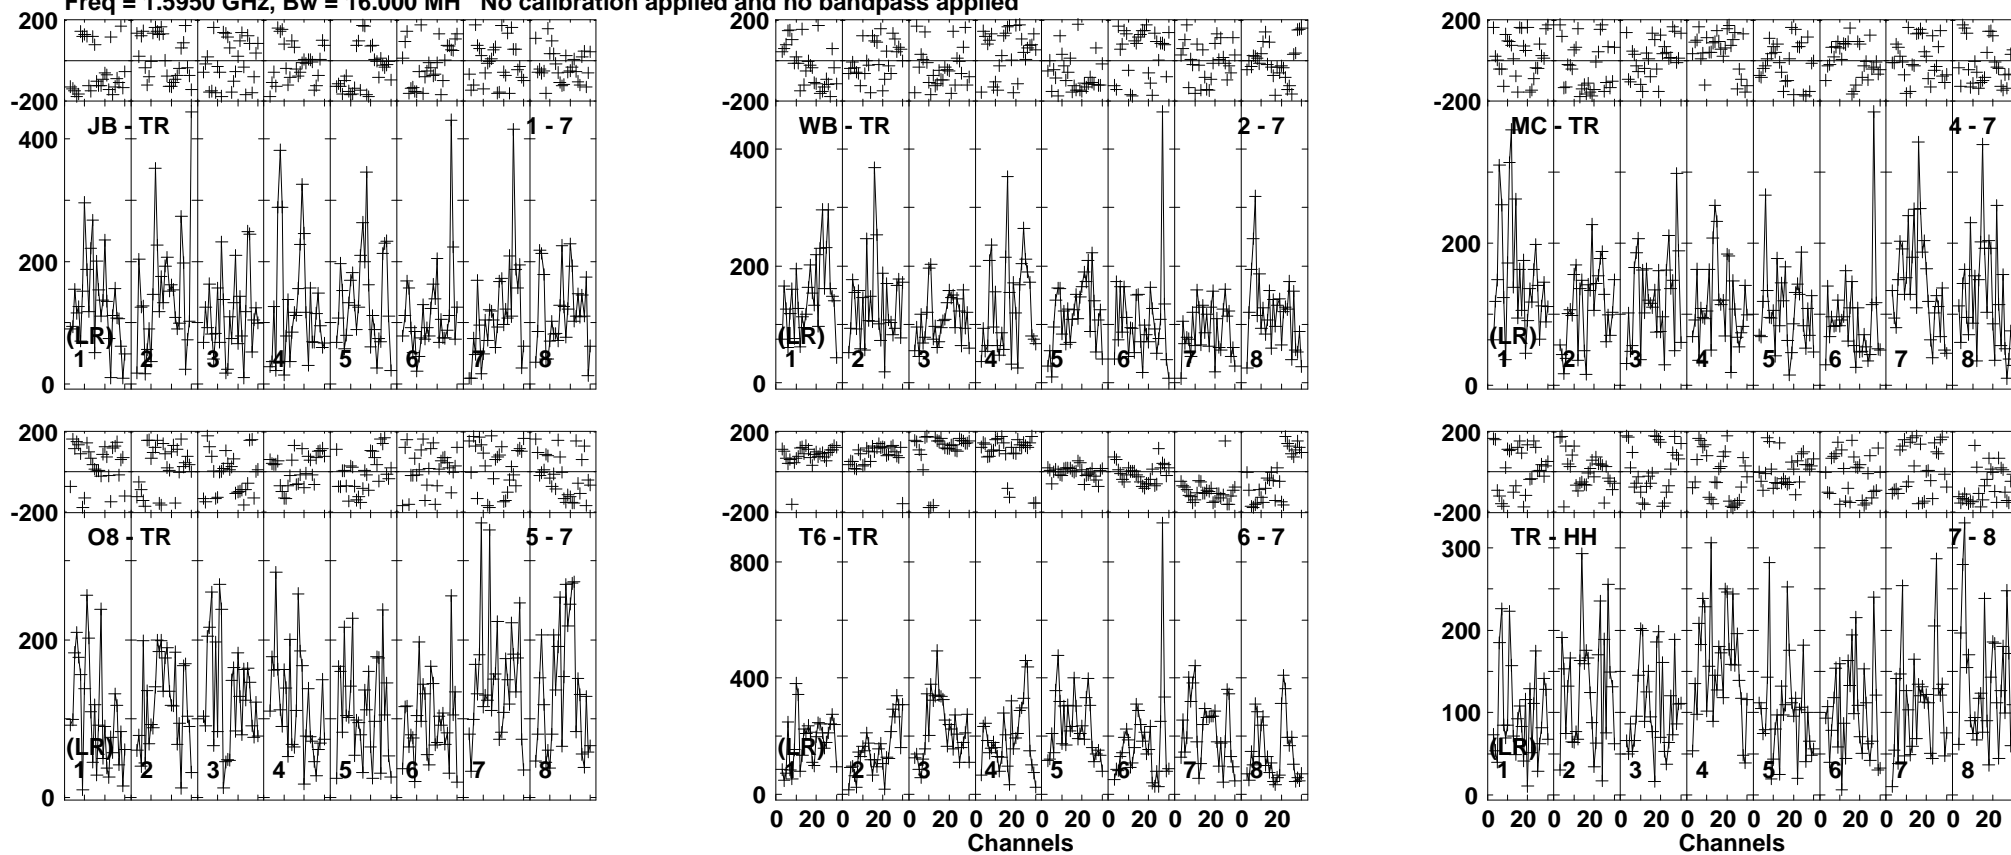 Freq = 1.5950 GHz, Bw = 16.000 MH No calibration applied and no bandpass applied
200 200 200
-200 -200 -200
JB - TR 1 - 7 WB - TR 2 - 7 MC - TR 4 - 7
400 400
200 200 200
(LR) (LR) (LR)
1 2 3 4 5 6 7 8 1 2 3 4 5 6 7 8 1 2 3 4 5 6 7 8
0 0 0
200 200 200
-200 -200 -200
O8 - TR 5 - 7 T6 - TR 6 - 7 TR - HH 7 - 8
800 300
200 400 200
100
(LR) (LR) (LR)
1 2 3 4 5 6 7 8 1 2 3 4 5 6 7 8 1 2 3 4 5 6 7 8
0 0 0
0 20 0 20 0 20 0 20 0 20 0 20 0 20 0 20 0 20 0 20 0 20 0 20 0 20 0 20 0 20 0 20
Channels Channels